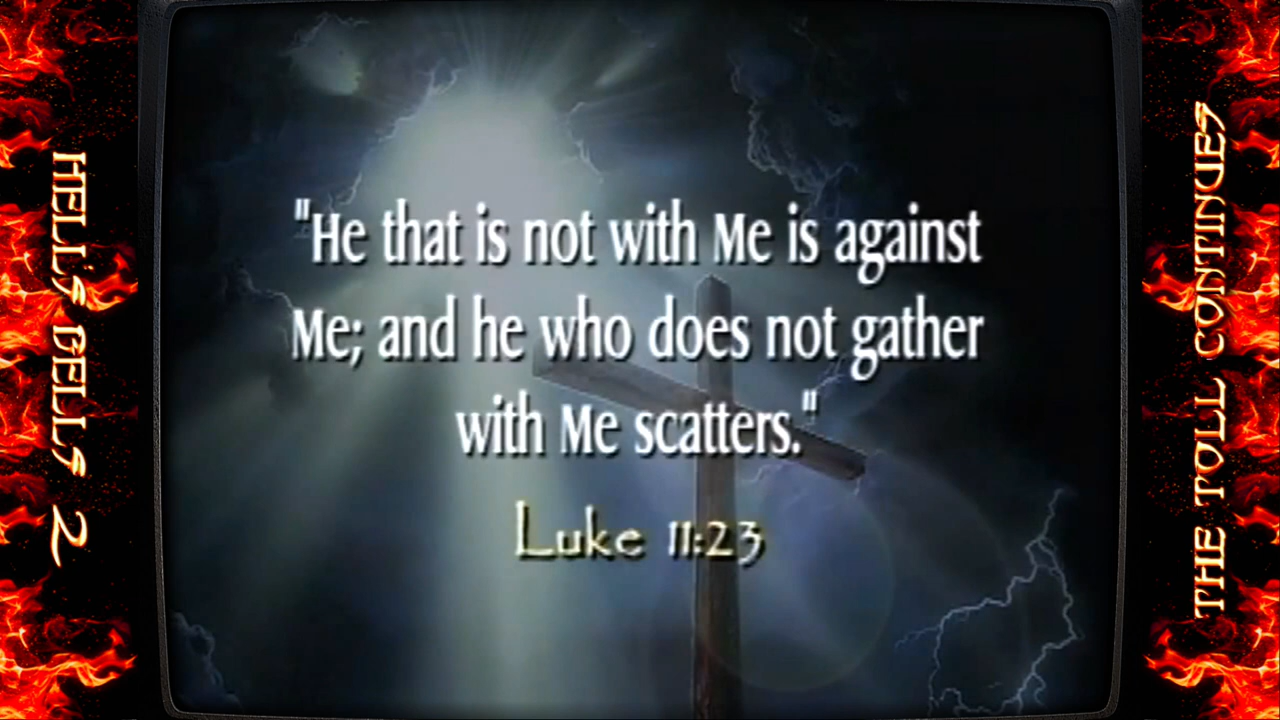 HELL'S BELLS 2
"He that is not with Me is against
Me; and he who does not gather
with Me scatters."
Luke 11:23
THE TOLL CONTINUES